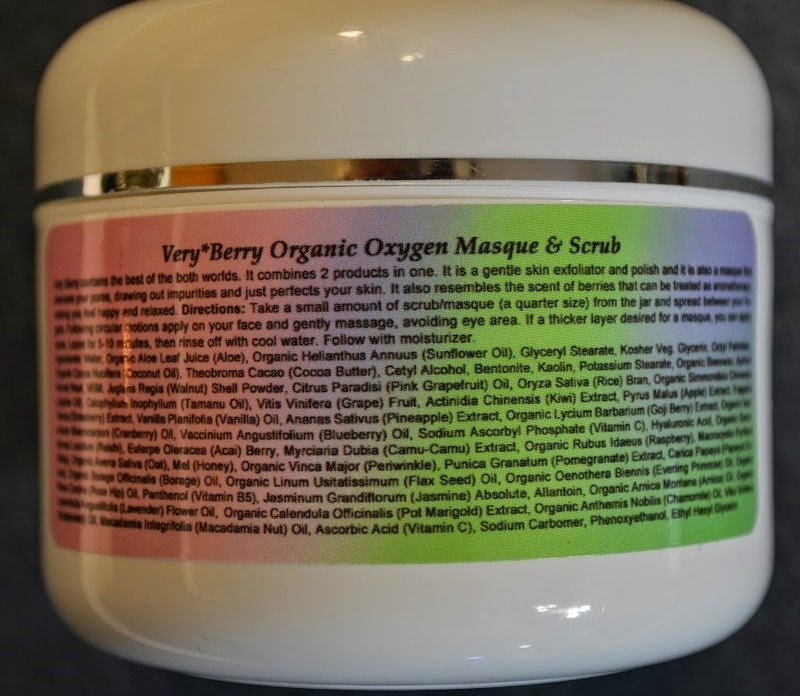 Very*Berry Organic Oxygen Masque & Scrub
Berry contains the best of the both worlds. It combines 2 products in one. It is a gentle skin exfoliator and polish and it is also a masque
your pores, drawing out impurities and just perfects your skin. It also resembles the scent of berries that can be treated as
you feel happy and relaxed. Directions: Take a small amount of scrub/masque (a quarter size) from the jar and spread between your
Following circular motions apply on your face and gently massage, avoiding eye area. If a thicker layer desired for a masque, you can
Leave for 5-10 minutes, then rinse off with cool water. Follow with moisturizer.
Water, Organic Aloe Leaf Juice (Aloe), Organic Helianthus Annuus (Sunflower Oil), Glyceryl Stearate, Kosher Veg. Glycerin,
Cocos Nucifera (Coconut Oil), Theobroma Cacao (Cocoa Butter), Cetyl Alcohol, Bentonite, Kaolin, Potassium Stearate, Organic Beeswax,
MSM, Juglans Regia (Walnut) Shell Powder, Citrus Paradisi (Pink Grapefruit) Oil, Oryza Sativa (Rice) Bran, Organic
Calophyllum Inophyllum (Tamanu Oil), Vitis Vinifera (Grape) Fruit, Actinidia Chinensis (Kiwi) Extract, Pyrus Malus (Apple) Extract,
(Strawberry) Extract, Vanilla Planifolia (Vanilla) Oil, Ananas Sativus (Pineapple) Extract, Organic Lycium Barbarium (Goji Berry) Extract,
(Cranberry) Oil, Vaccinium Angustifolium (Blueberry) Oil, Sodium Ascorbyl Phosphate (Vitamin C), Hyaluronic Acid,
(Reishi), Euterpe Oleracea (Acai) Berry, Myrciaria Dubia (Camu-Camu) Extract, Organic Rubus Idaeus (Raspberry),
Avena Sativa (Oat), Mel (Honey), Organic Vinca Major (Periwinkle), Punica Granatum (Pomegranate) Extract, Carica Papaya
Borago Officinalis (Borage) Oil, Organic Linum Usitatissimum (Flax Seed) Oil, Organic Oenothera Biennis (Evening Primrose) Oil,
(Rose Hip) Oil, Panthenol (Vitamin B5), Jasminum Grandiflorum (Jasmine) Absolute, Allantoin, Organic Arnica Montana (Arnica) Oil,
(Lavender) Flower Oil, Organic Calendula Officinalis (Pot Marigold) Extract, Organic Anthemis Nobilis (Chamomile) Oil,
Oil, Macadamia Integrifolia (Macadamia Nut) Oil, Ascorbic Acid (Vitamin C), Sodium Carbomer, Phenoxyethanol, Ethyl Hexyl Glycerin